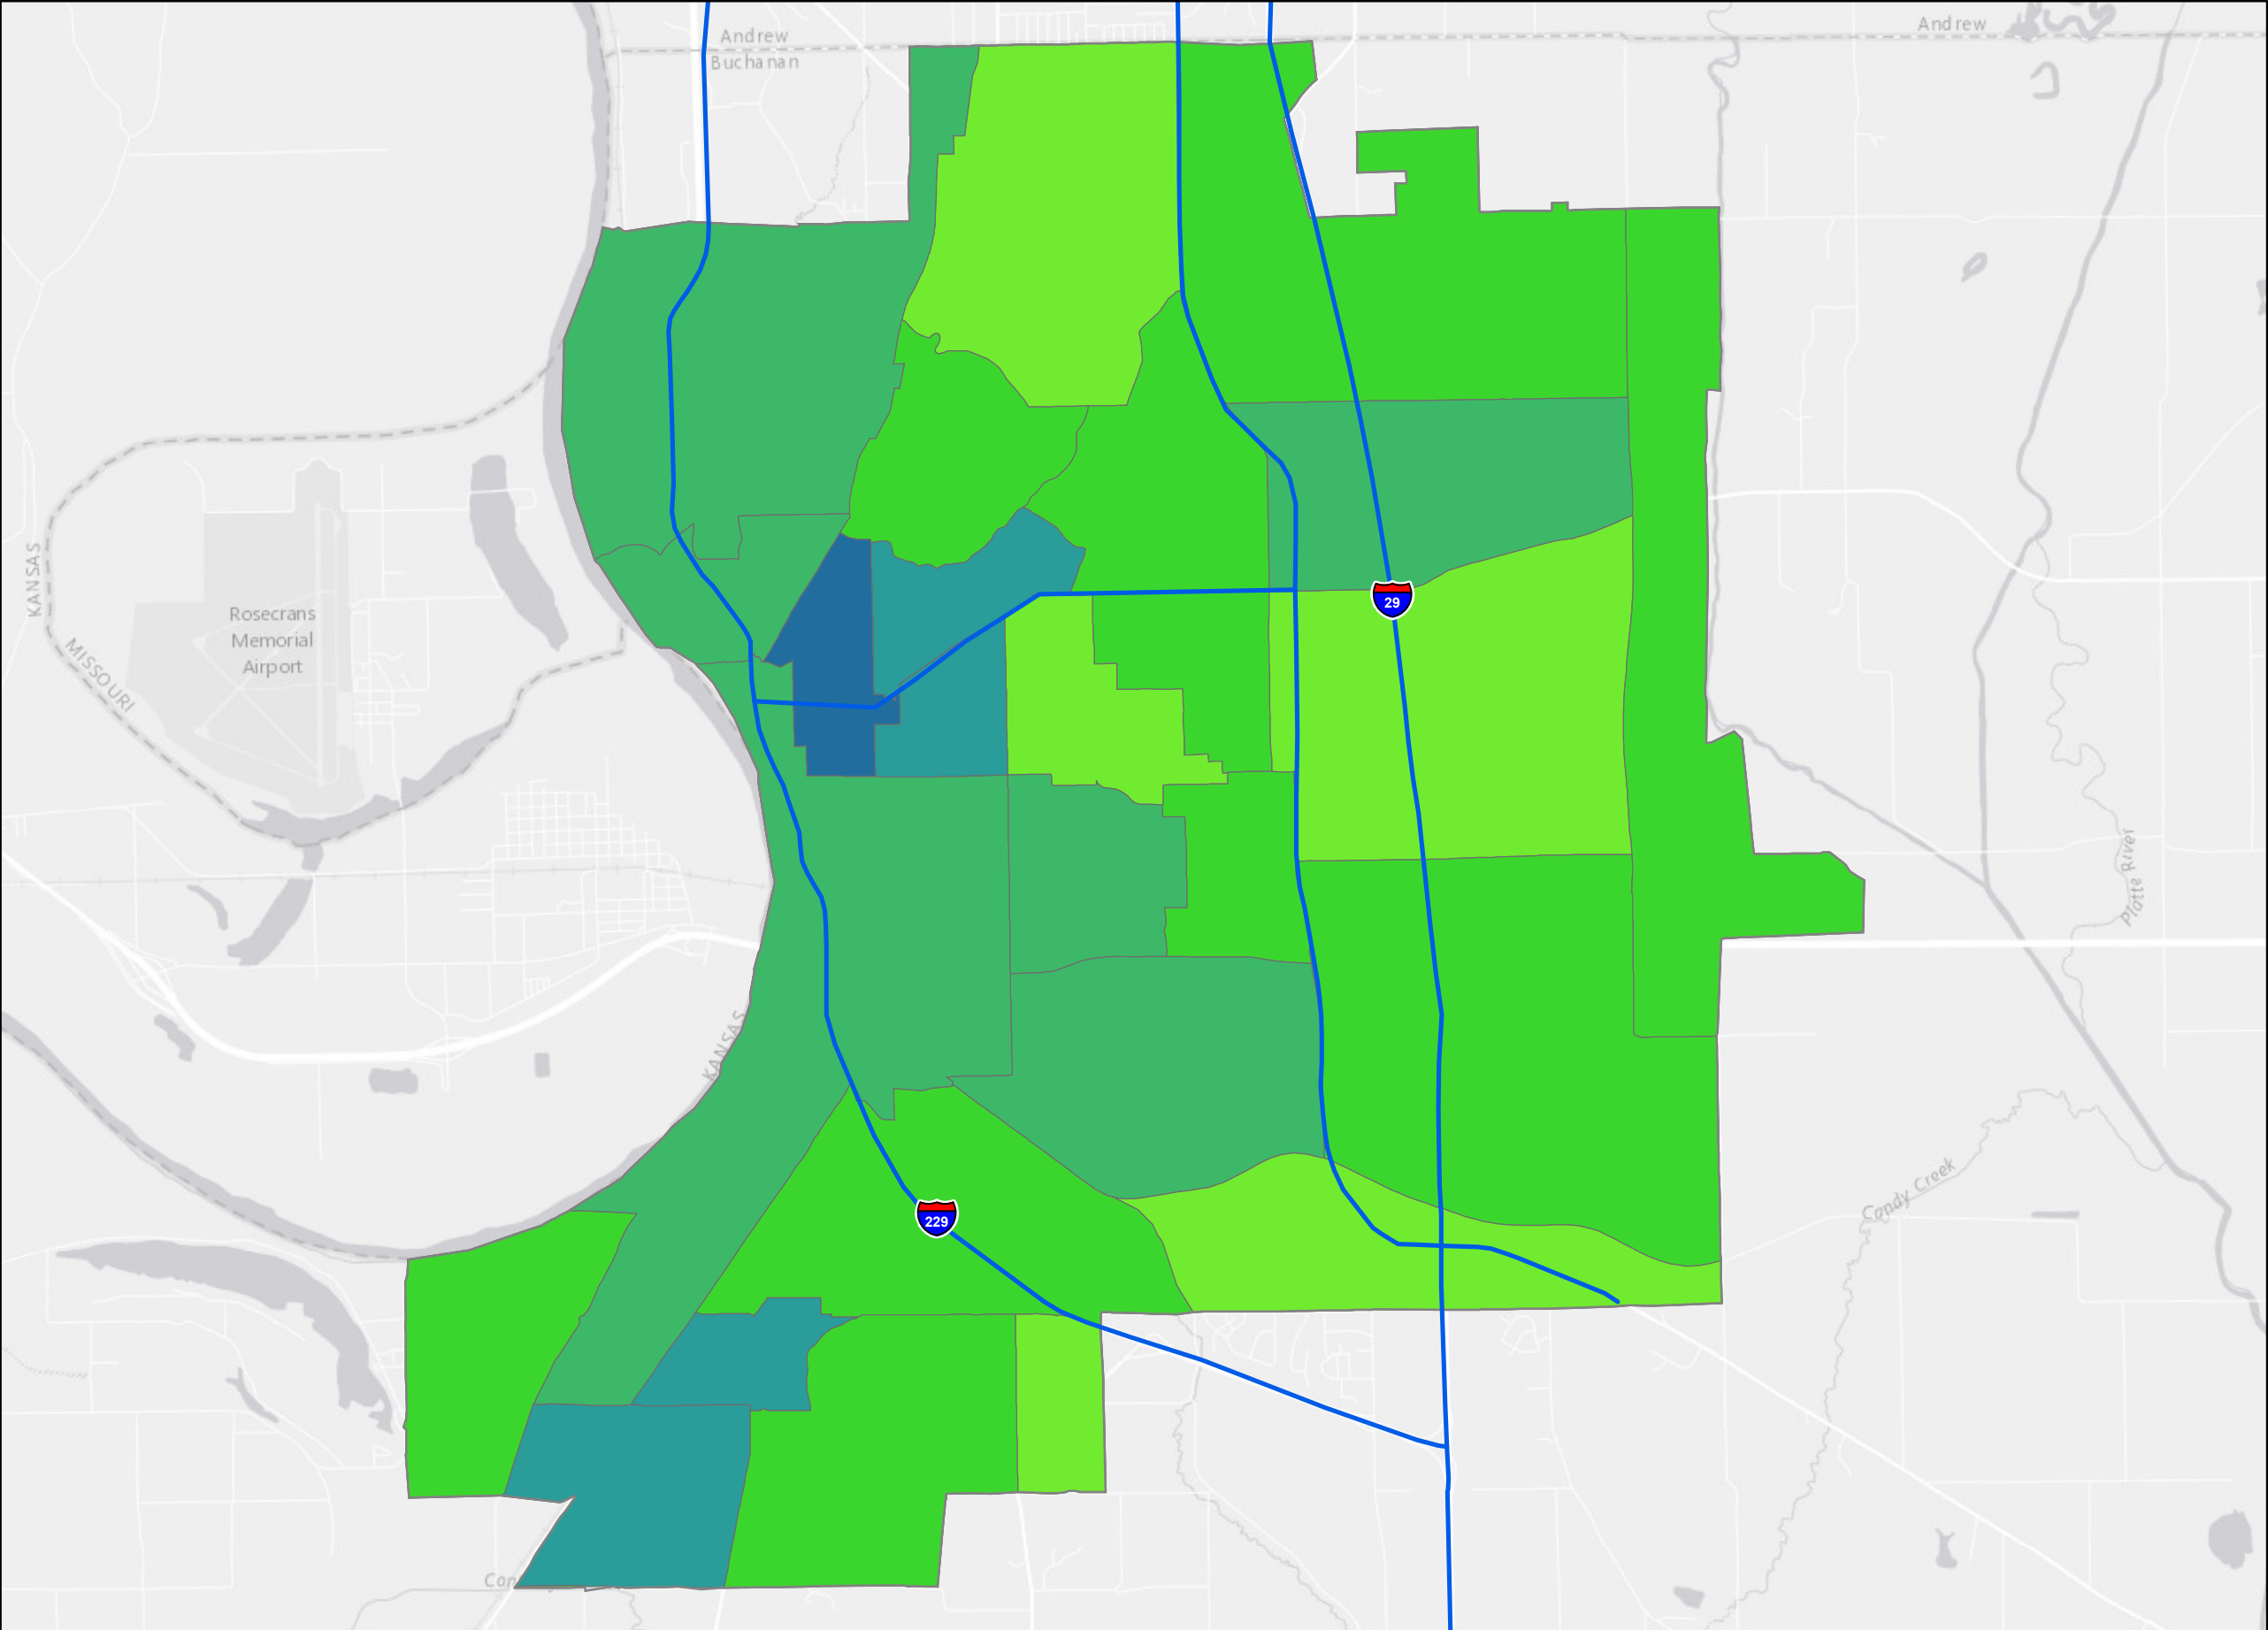 Andrew
Buchanan
Andrew
KANSAS
Rosecrans
Memorial
Airport
MISSOURI
29
Platte River
KANSAS
Candy Creek
229